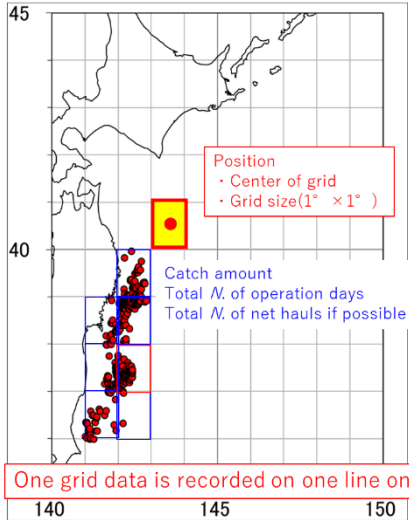 45
Position
・Center of grid
・Grid size(1° ×1° )
40
Catch amount
Total N. of operation days
Total N. of net hauls if possible
One grid data is recorded on one line on
140 145 150